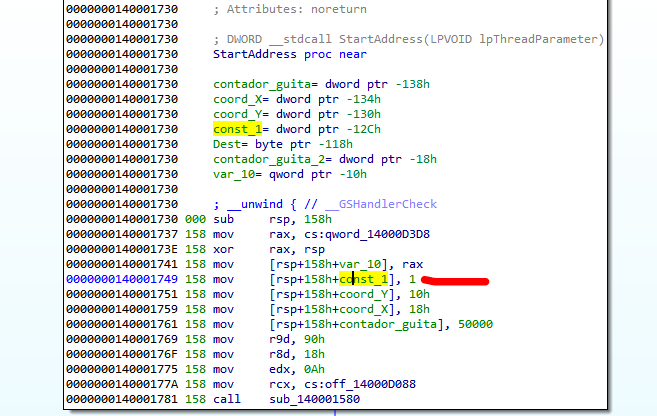 0000000140001730 ; Attributes: noreturn
0000000140001730
0000000140001730 ; DWORD __stdcall StartAddress(LPVOID lpThreadParameter)
0000000140001730 StartAddress proc near
0000000140001730
0000000140001730 contador_guita= dword ptr -138h
0000000140001730 coord_X= dword ptr -134h
0000000140001730 coord_Y= dword ptr -130h
0000000140001730 const_1= dword ptr -12Ch
0000000140001730 Dest= byte ptr -118h
0000000140001730 contador_guita_2= dword ptr -18h
0000000140001730 var_10= qword ptr -10h
0000000140001730
0000000140001730 ; __unwind { // __GSHandlerCheck
0000000140001730 000 sub rsp, 158h
0000000140001737 158 mov rax, cs:qword_14000D3D8
000000014000173E 158 xor rax, rsp
0000000140001741 158 mov [rsp+158h+var_10], rax
0000000140001749 158 mov [rsp+158h+const_1], 1
0000000140001751 158 mov [rsp+158h+coord_Y], 10h
0000000140001759 158 mov [rsp+158h+coord_X], 18h
0000000140001761 158 mov [rsp+158h+contador_guita], 50000
0000000140001769 158 mov r9d, 90h
000000014000176F 158 mov r8d, 18h
0000000140001775 158 mov edx, 0Ah
000000014000177A 158 mov rcx, cs:off_14000D088
0000000140001781 158 call sub_140001580